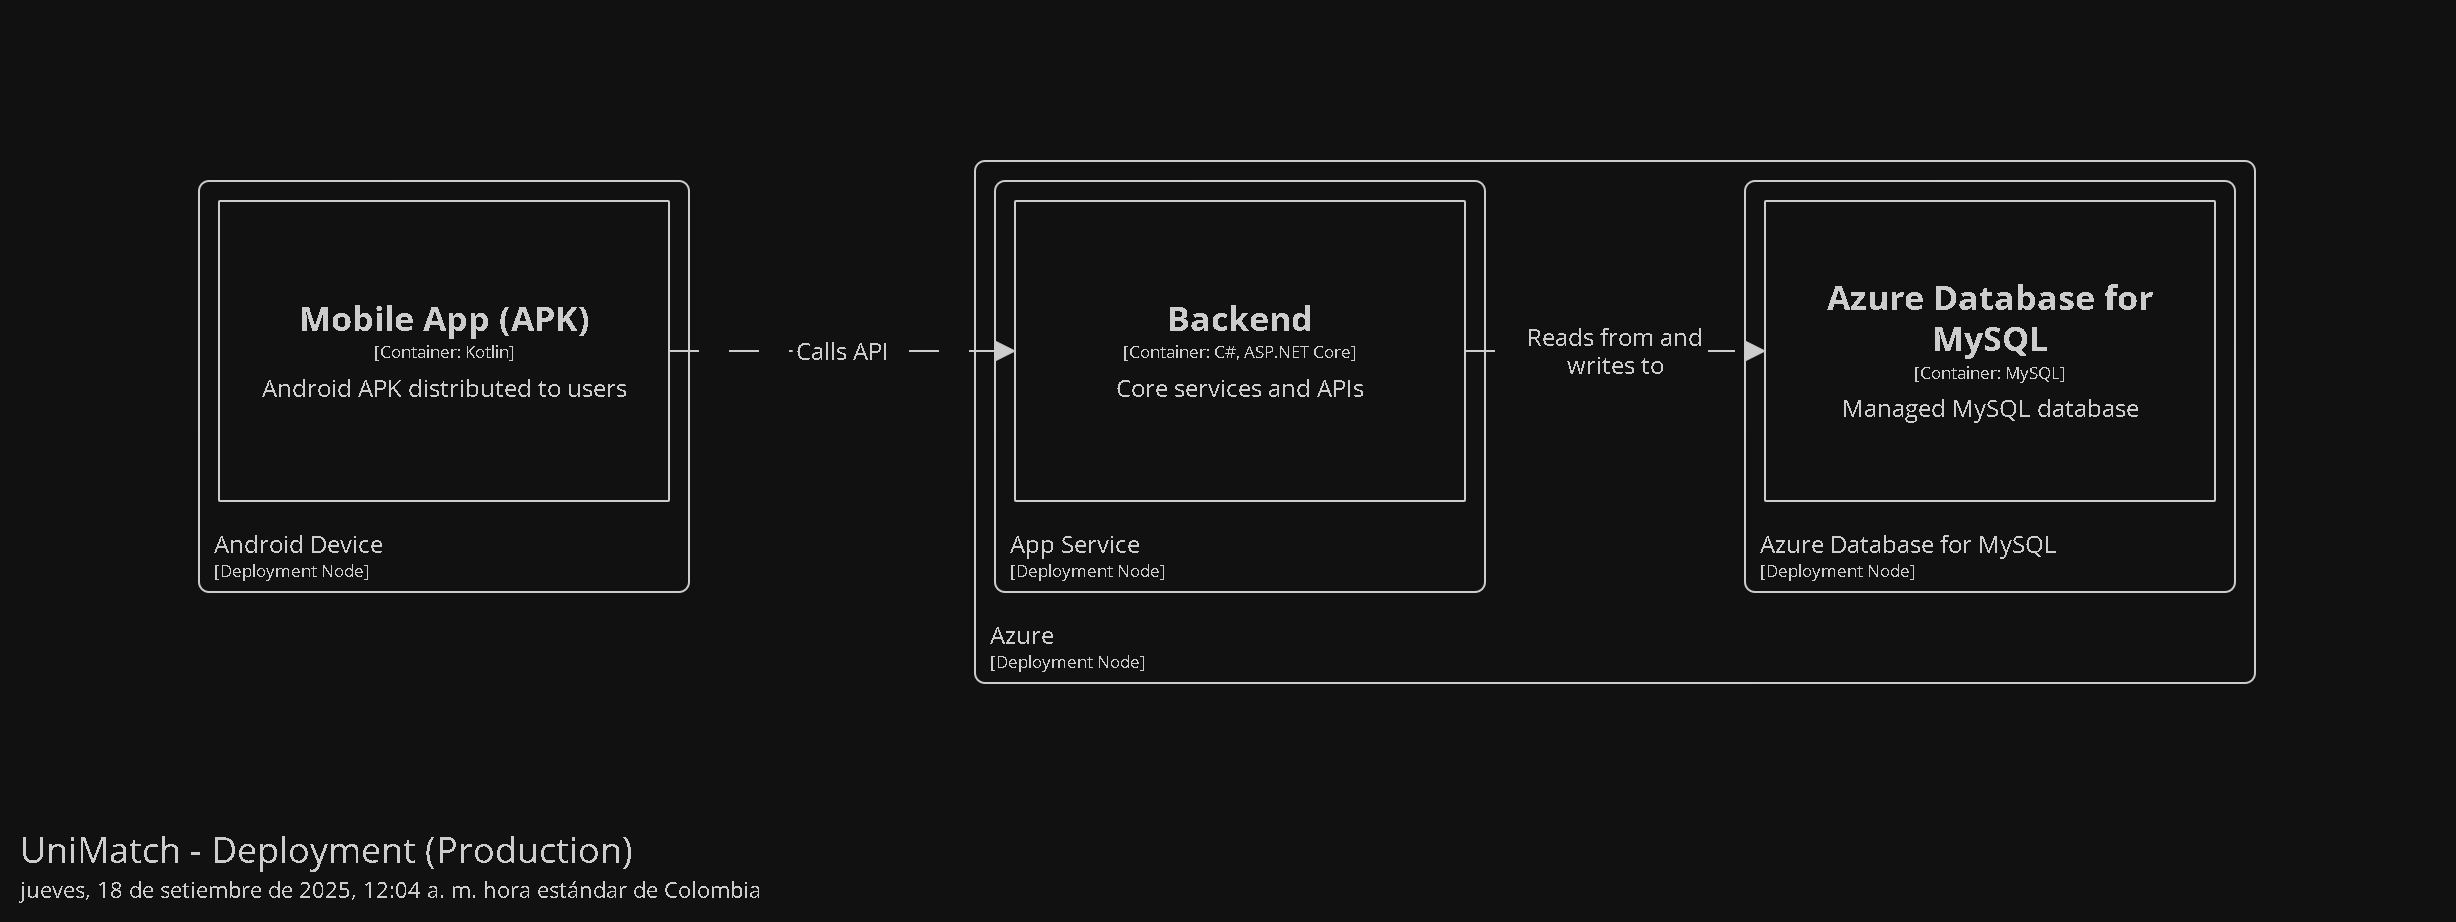 Mobile App (APK)
[Container: Kotlin]
Android APK distributed to users
Android Device
[Deployment Node]
Calls API
Backend
[Container: C#, ASP.NET Core]
Core services and APIs
App Service
[Deployment Node]
Reads from and
writes to
Azure Database for
MySQL
[Container: MySQL]
Managed MySQL database
Azure Database for MySQL
[Deployment Node]
Azure
[Deployment Node]
UniMatch - Deployment (Production)
jueves, 18 de setiembre de 2025, 12:04 a. m. hora estándar de Colombia